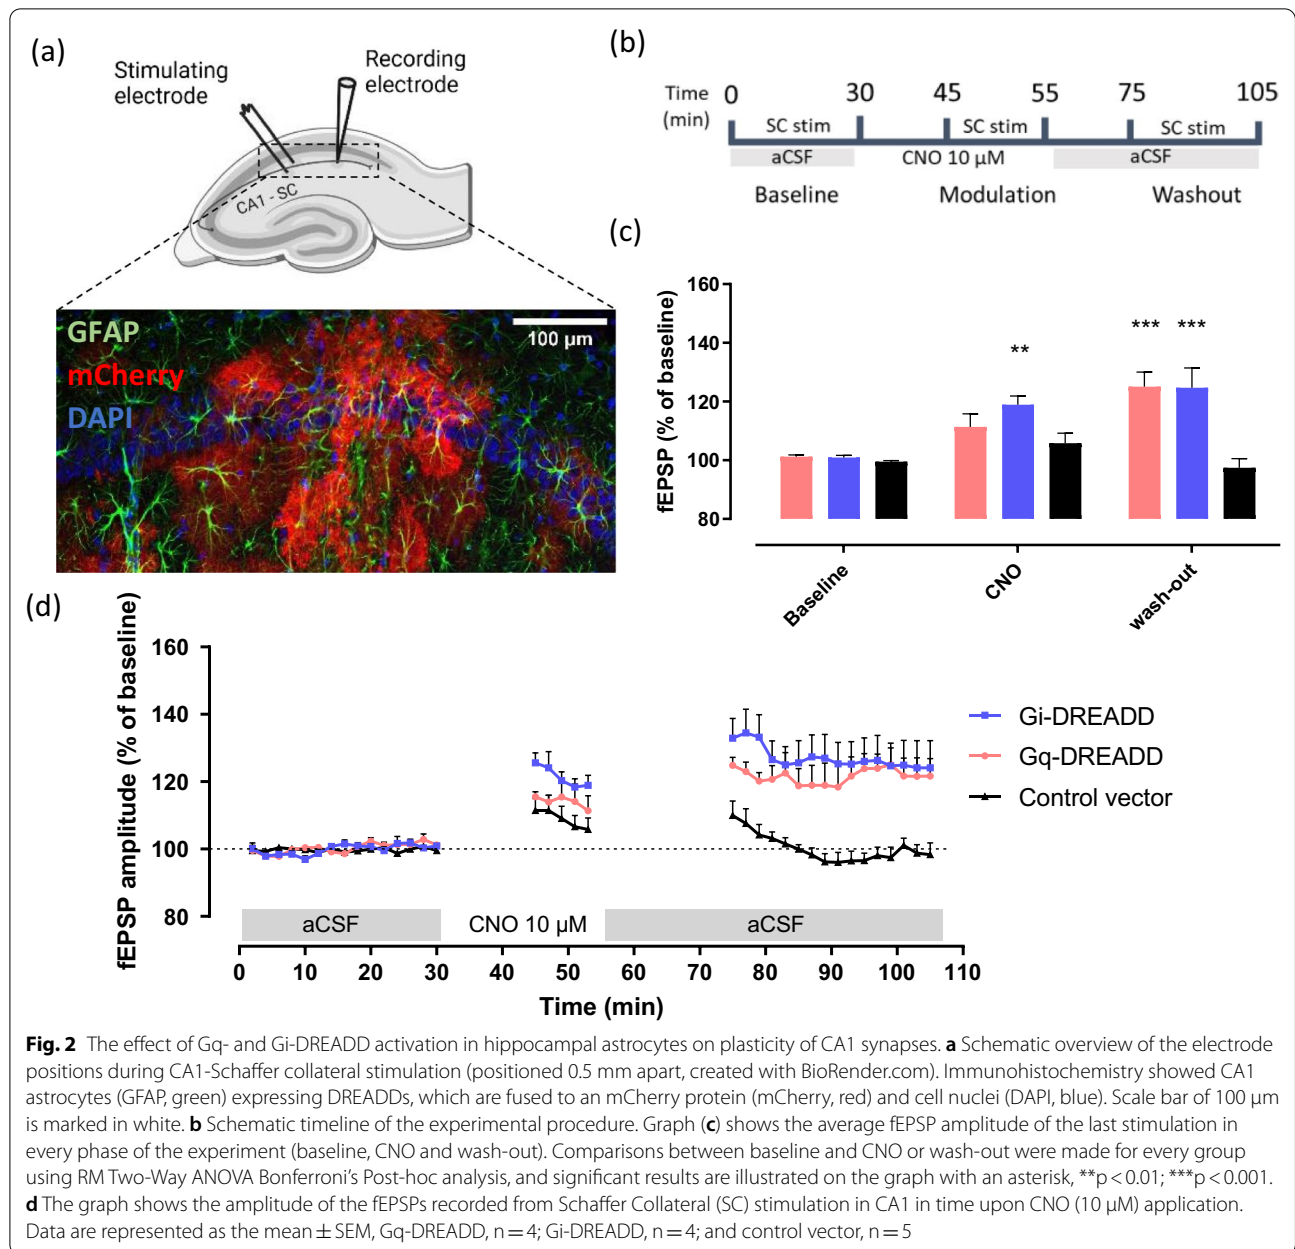 (a)
Stimulating
electrode
Recording
electrode
CA1 - SC
GFAP
mCherry
DAPI
100 µm
(b)
Time
(min)
0 30 45 55 75 105
SC stim SC stim SC stim
aCSF CNO 10 µM aCSF
Baseline Modulation Washout
(c)
fEPSP (% of baseline)
160
140
120
100
80
**
*** ***
Baseline
CNO
wash-out
(d)
fEPSP amplitude (% of baseline)
160
140
120
100
80
aCSF CNO 10 µM aCSF
0 10 20 30 40 50 60 70 80 90 100 110
Time (min)
Gi-DREADD
Gq-DREADD
Control vector
Fig. 2 The effect of Gq- and Gi-DREADD activation in hippocampal astrocytes on plasticity of CA1 synapses. a Schematic overview of the electrode
positions during CA1-Schaffer collateral stimulation (positioned 0.5 mm apart, created with BioRender.com). Immunohistochemistry showed CA1
astrocytes (GFAP, green) expressing DREADDs, which are fused to an mCherry protein (mCherry, red) and cell nuclei (DAPI, blue). Scale bar of 100 µm
is marked in white. b Schematic timeline of the experimental procedure. Graph (c) shows the average fEPSP amplitude of the last stimulation in
every phase of the experiment (baseline, CNO and wash-out). Comparisons between baseline and CNO or wash-out were made for every group
using RM Two-Way ANOVA Bonferroni's Post-hoc analysis, and significant results are illustrated on the graph with an asterisk, **p < 0.01; ***p < 0.001.
d The graph shows the amplitude of the fEPSPs recorded from Schaffer Collateral (SC) stimulation in CA1 in time upon CNO (10 µM) application.
Data are represented as the mean ± SEM, Gq-DREADD, n = 4; Gi-DREADD, n = 4; and control vector, n = 5